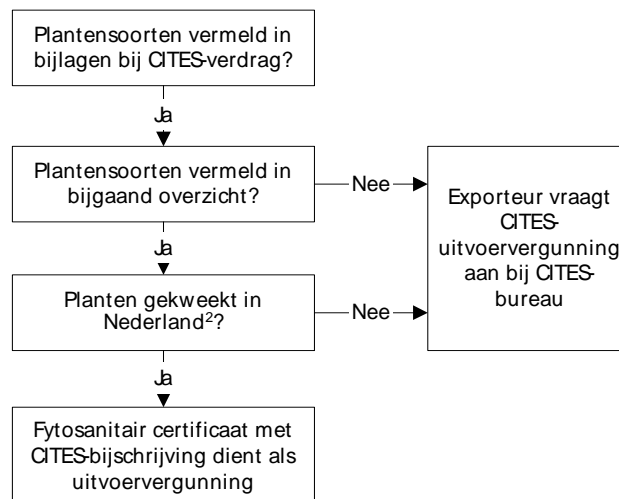 Plantensoorten vermeld in
bijlagen bij CITES-verdrag?
Ja
Plantensoorten vermeld in
bijgaand overzicht?
Nee
Exporteur vraagt
CITES-
uitvoervergunning
aan bij CITES-
bureau
Ja
Planten gekweekt in
Nederland²?
Nee
Ja
Fytosanitair certificaat met
CITES-bijschrijving dient als
uitvoervergunning